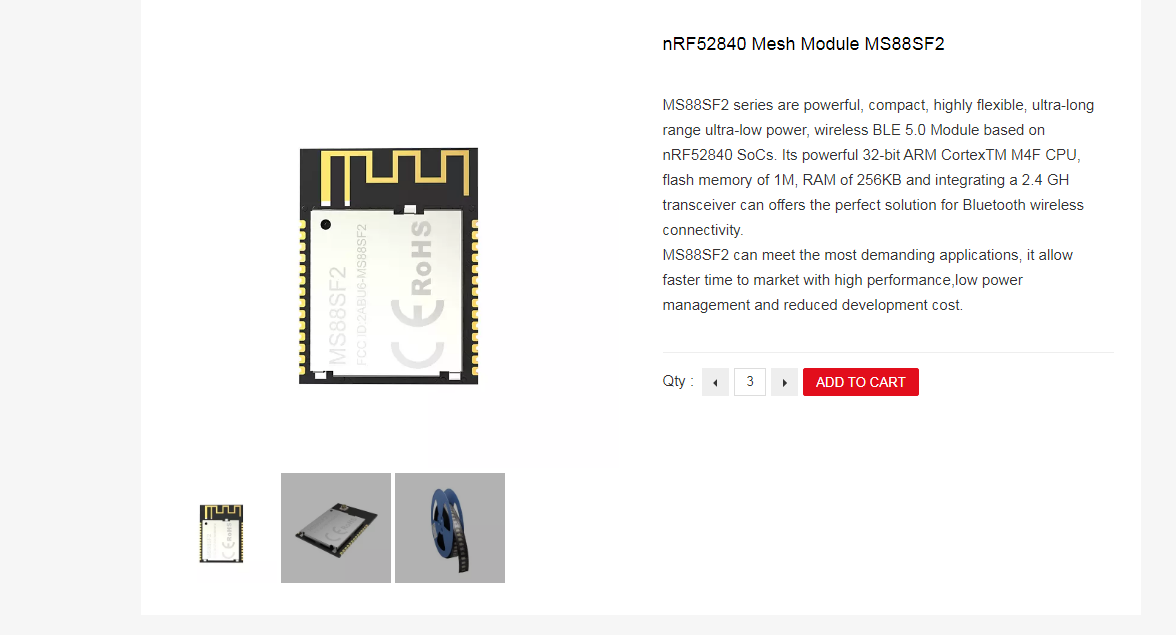 nRF52840 Mesh Module MS88SF2
MS88SF2 series are powerful, compact, highly flexible, ultra-long
range ultra-low power, wireless BLE 5.0 Module based on
nRF52840 SoCs. Its powerful 32-bit ARM CortexTM M4F CPU,
flash memory of 1M, RAM of 256KB and integrating a 2.4 GH
transceiver can offers the perfect solution for Bluetooth wireless
connectivity.
MS88SF2 can meet the most demanding applications, it allow
faster time to market with high performance,low power
management and reduced development cost.
Qty :
3
ADD TO CART
MS88SF2
FCC ID:2ABU6-MS88SF2
CE RoHS
CE RoHS